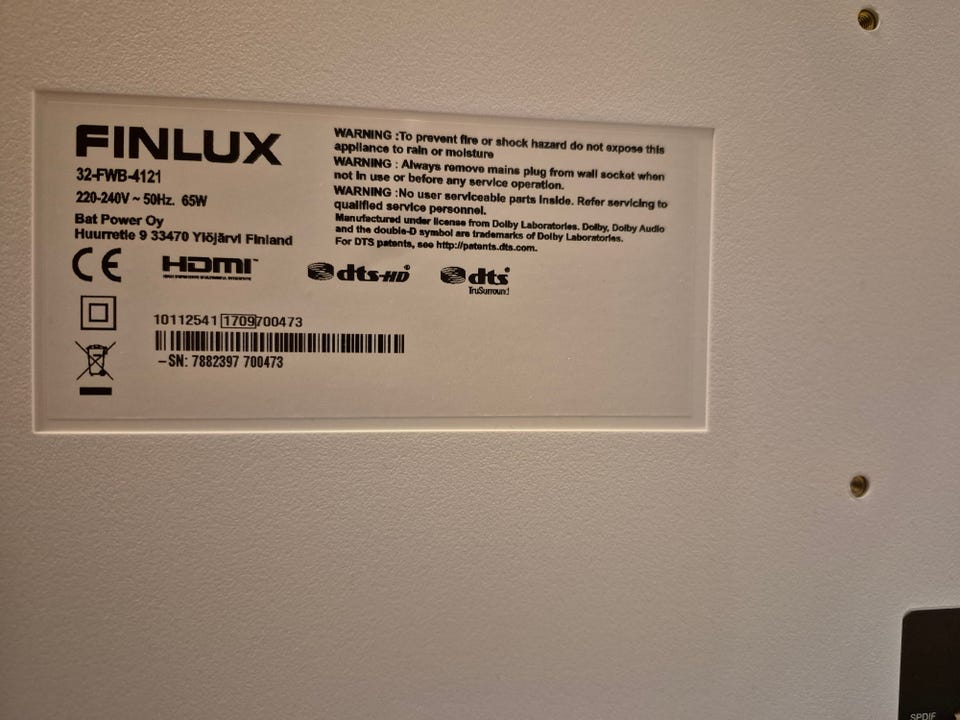 FINLUX
32-FWB-4121
220-240V ~ 50Hz. 65W
Bat Power Oy
Huurretie 9 33470 Ylöjärvi Finland
WARNING :To prevent fire or shock hazard do not expose this
appliance to rain or moisture
WARNING : Always remove mains plug from wall socket when
not in use or before any service operation.
WARNING :No user serviceable parts Inside. Refer servicing to
qualified service personnel.
Manufactured under license from Dolby Laboratories. Dolby, Dolby Audio
and the double-D symbol are trademarks of Dolby Laboratories.
For DTS patents, see http://patents.dts.com.
CE
HDMI™
dts-HD
dts
TruSurround
10112541 1709700473
–SN: 7882397 700473
SPDIF